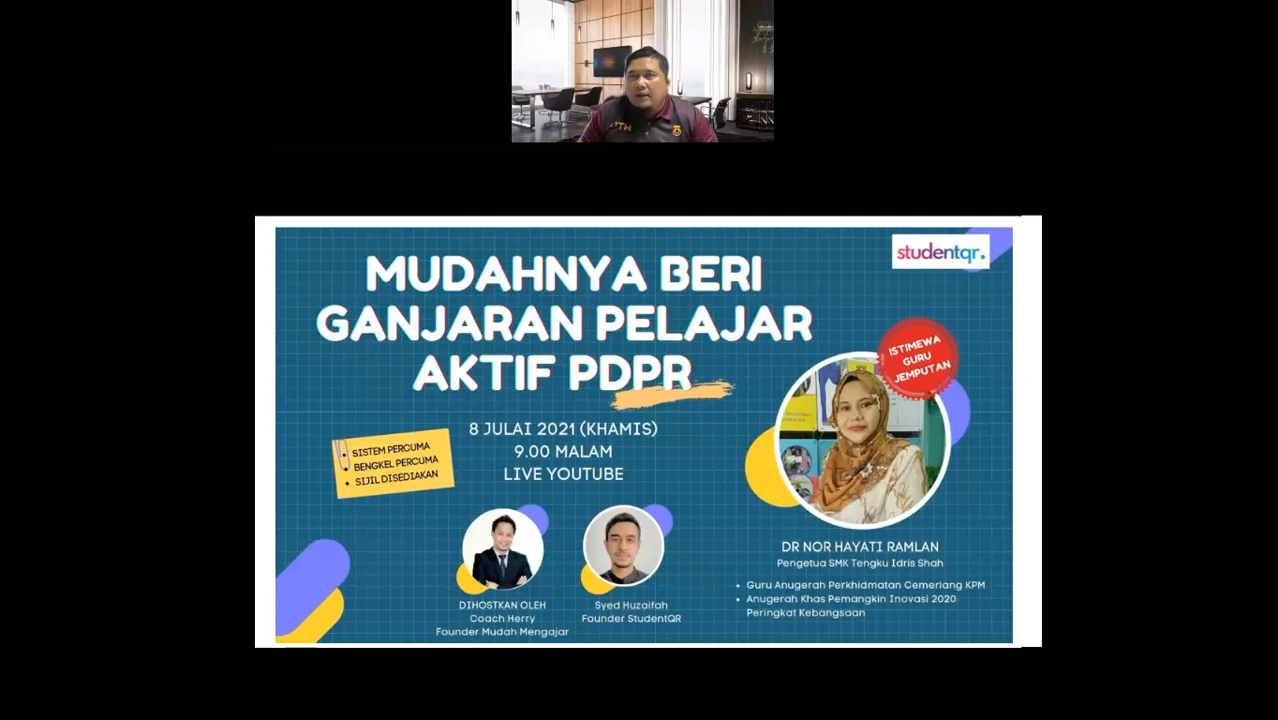 studentqr.
MUDAHNYA BERI
GANJARAN PELAJAR
AKTIF PDPR
ISTIMEWA
GURU
JEMPUTAN
8 JULAI 2021 (KHAMIS)
9.00 MALAM
LIVE YOUTUBE
• SISTEM PERCUMA
BENGKEL PERCUMA
• SIJIL DISEDIAKAN
DIHOSTKAN OLEH
Coach Herry
Founder Mudah Mengajar
Syed Huzaifah
Founder StudentQR
DR NOR HAYATI RAMLAN
Pengetua SMK Tengku Idris Shah
• Guru Anugerah Perkhidmatan Cemerlang KPM
• Anugerah Khas Pemangkin Inovasi 2020
Peringkat Kebangsaan